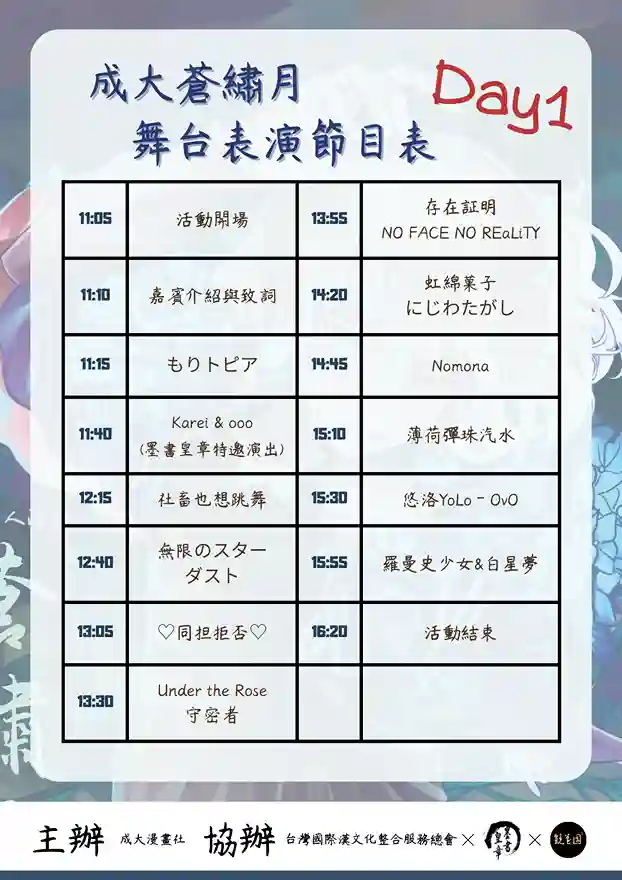 成大蒼繡月
舞台表演節目表
Day1
11:05 活動開場
11:10 嘉賓介紹與致詞
11:15 もりトピア
11:40 Karei & ooo
(墨書皇章特邀演出)
12:15 社畜也想跳舞
12:40 無限のスター
ダスト
13:05 ♡同担拒否♡
13:30 Under the Rose
守密者
13:55 存在証明
NO FACE NO REaLiTY
14:20 虹綿菓子
にじわたがし
14:45 Nomona
15:10 薄荷彈珠汽水
15:30 悠洛YoLo - OvO
15:55 羅曼史少女&白星夢
16:20 活動結束
主辦 成大漫畫社 協辦 台灣國際漢文化整合服務總會 × 墨書皇章 ×